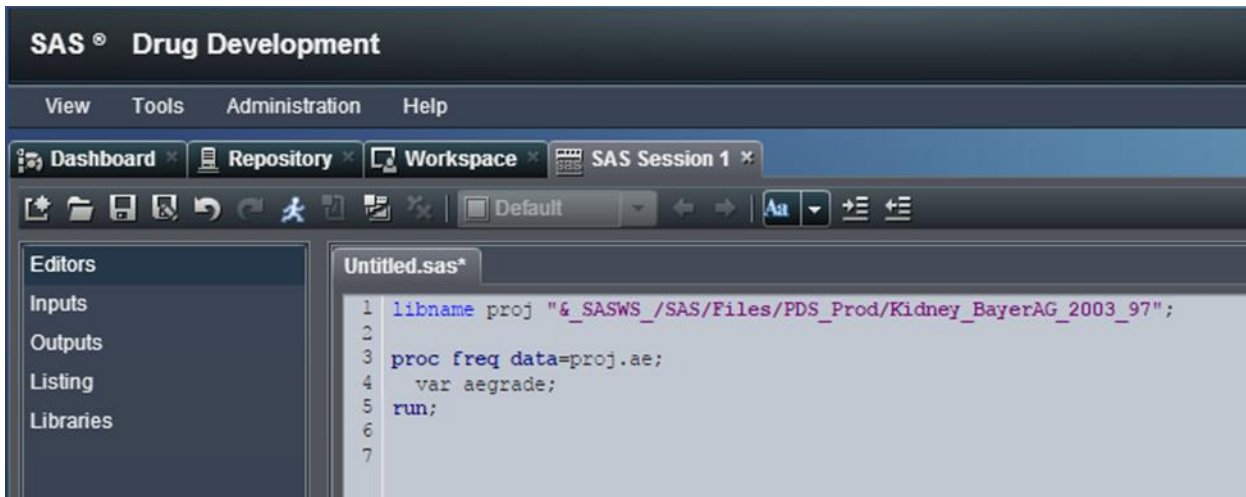 SAS ® Drug Development
View Tools Administration Help
Dashboard Repository Workspace SAS Session 1
Default Aa
Editors
Inputs
Outputs
Listing
Libraries
Untitled.sas*
1 libname proj "&_SASWS_/SAS/Files/PDS_Prod/Kidney_BayerAG_2003_97";
2
3 proc freq data=proj.ae;
4 var aegrade;
5 run;
6
7